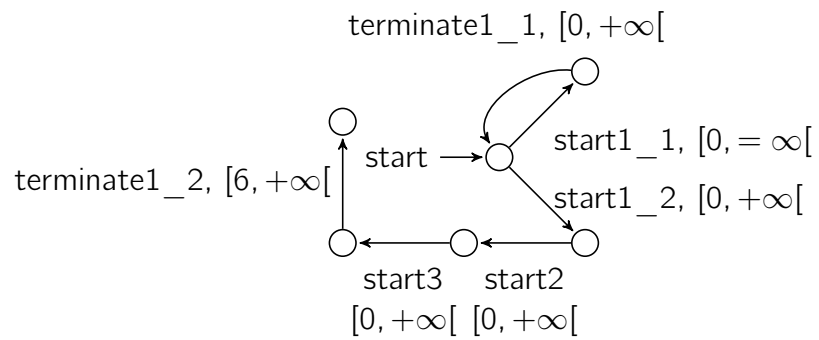 terminate1_1, [0, +∞[
start
start1_1, [0, = ∞[
terminate1_2, [6, +∞[
start1_2, [0, +∞[
start3 start2
[0, +∞[ [0, +∞[